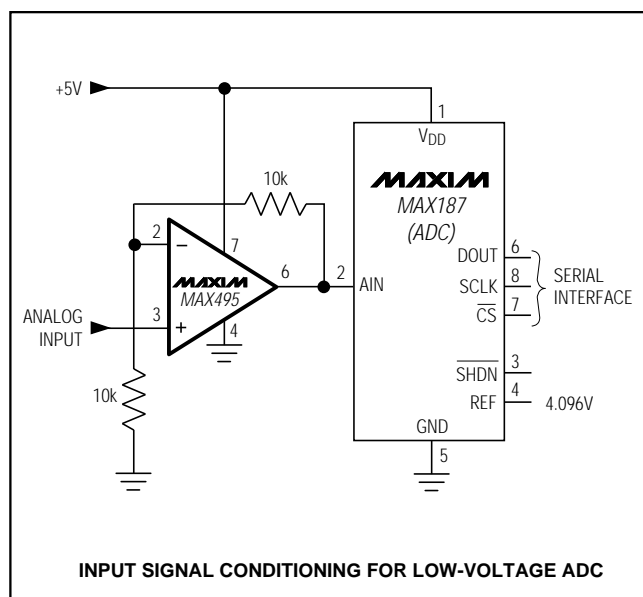 +5V
1
VDD
10k
MAXIM
MAX187
(ADC)
2
7
MAXIM
MAX495
6
2
AIN
DOUT
6
SCLK
8
CS
7
SERIAL
INTERFACE
ANALOG
INPUT
3
4
SHDN
3
REF
4
4.096V
10k
GND
5
INPUT SIGNAL CONDITIONING FOR LOW-VOLTAGE ADC